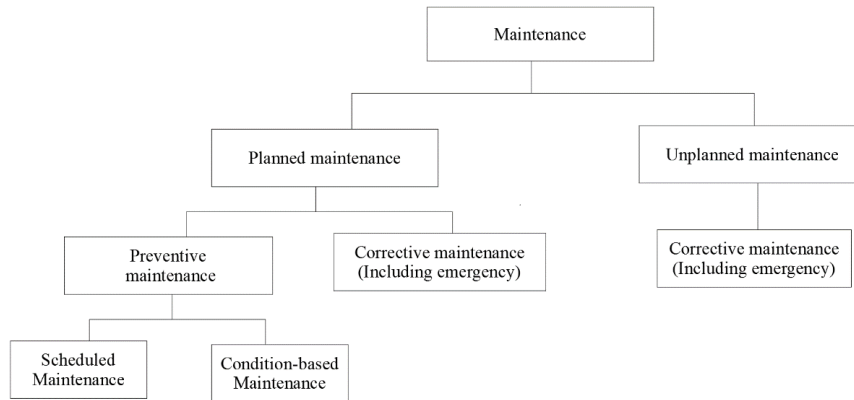 Maintenance
Planned maintenance
Unplanned maintenance
Preventive
maintenance
Corrective maintenance
(Including emergency)
Corrective maintenance
(Including emergency)
Scheduled
Maintenance
Condition-based
Maintenance